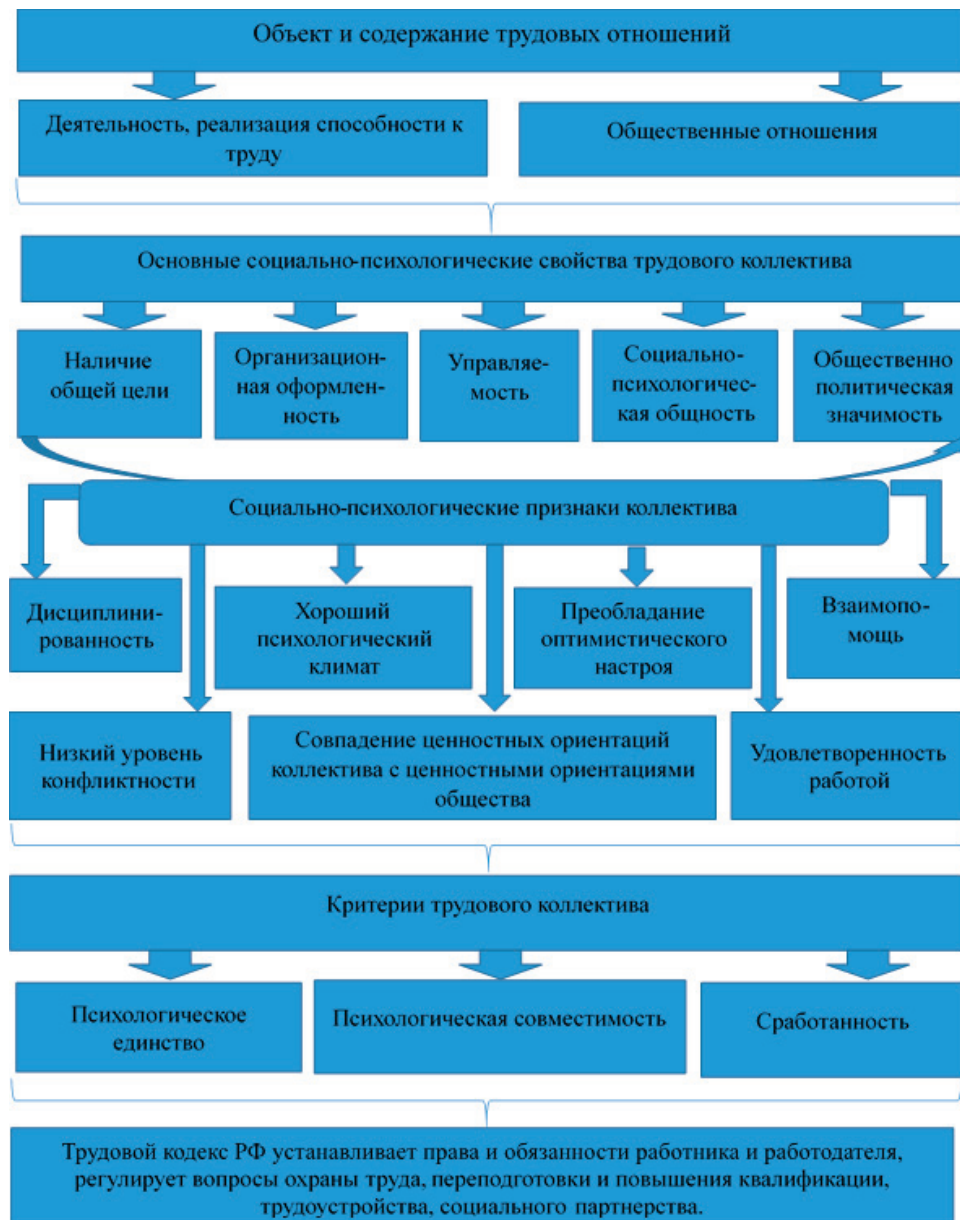 Объект и содержание трудовых отношений
Деятельность, реализация способности к
труду
Общественные отношения
Основные социально-психологические свойства трудового коллектива
Наличие
общей цели
Организацион-
ная оформлен-
ность
Управляе-
мость
Социально-
психологичес-
кая общность
Общественно
политическая
значимость
Социально-психологические признаки коллектива
Дисциплини-
рованность
Хороший
психологический
климат
Преобладание
оптимистического
настроя
Взаимопо-
мощь
Низкий уровень
конфликтности
Совпадение ценностных ориентаций
коллектива с ценностными ориентациями
общества
Удовлетворенность
работой
Критерии трудового коллектива
Психологическое
единство
Психологическая совместимость
Сработанность
Трудовой кодекс РФ устанавливает права и обязанности работника и работодателя,
регулирует вопросы охраны труда, переподготовки и повышения квалификации,
трудоустройства, социального партнерства.